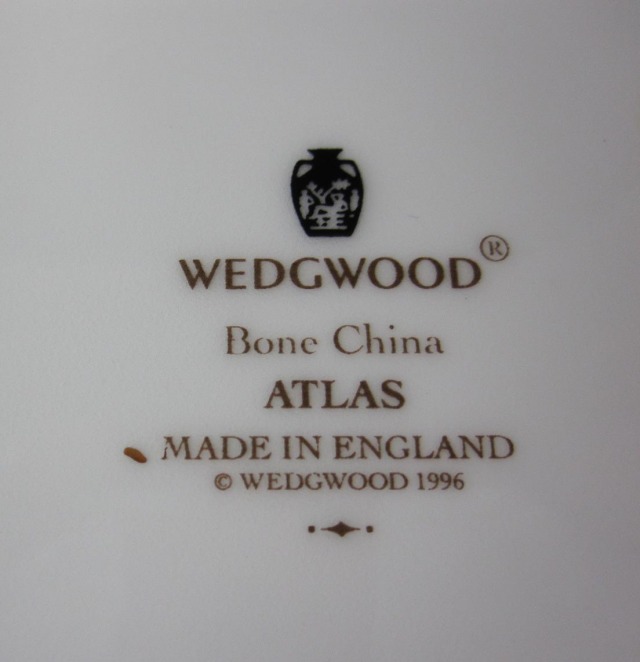 WEDGWOOD®
Bone China
ATLAS
MADE IN ENGLAND
© WEDGWOOD 1996